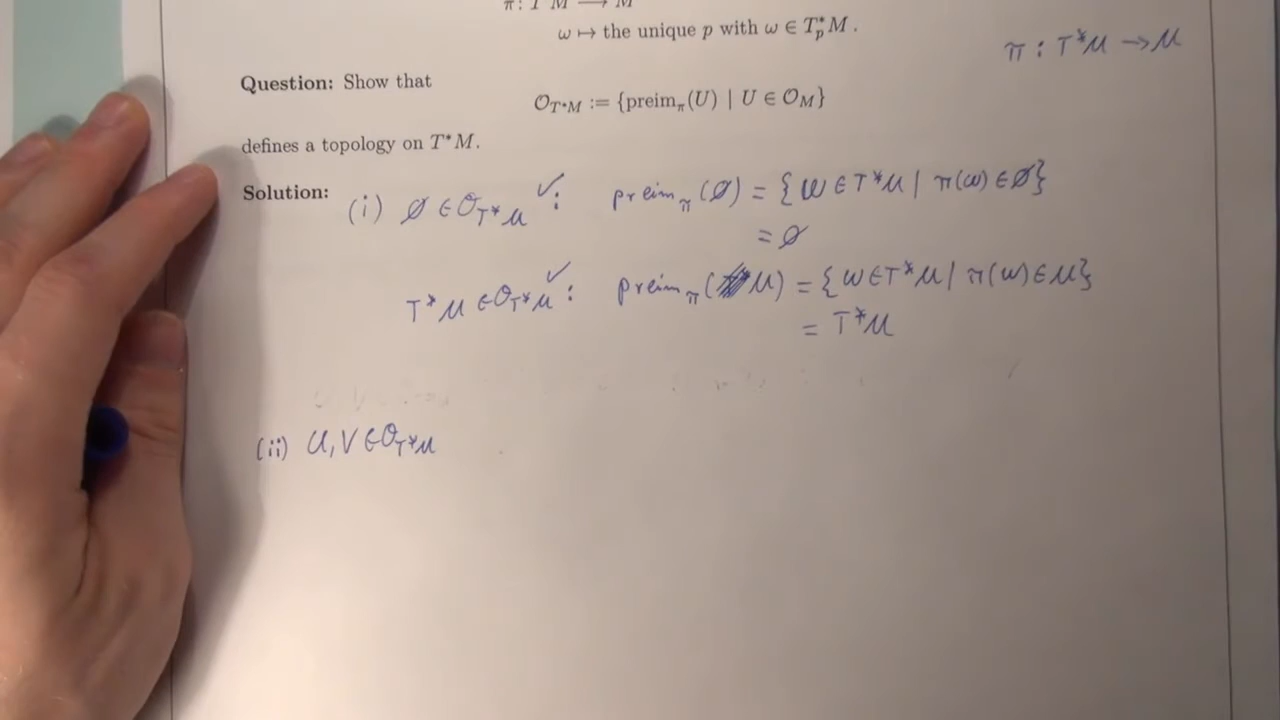 π: T*M ⟶ M
ω ↦ the unique p with ω ∈ T*ₚM .
π : T*M → M
Question: Show that
𝒪_{T*M} := {preim_π(U) | U ∈ 𝒪_M}
defines a topology on T*M.
Solution: (i) ∅ ∈ 𝒪_{T*M} ✓: preim_π(∅) = {ω ∈ T*M | π(ω) ∈ ∅}
= ∅
T*M ∈ 𝒪_{T*M} ✓: preim_π(M) = {ω ∈ T*M | π(ω) ∈ M}
= T*M
(ii) U, V ∈ 𝒪_{T*M}